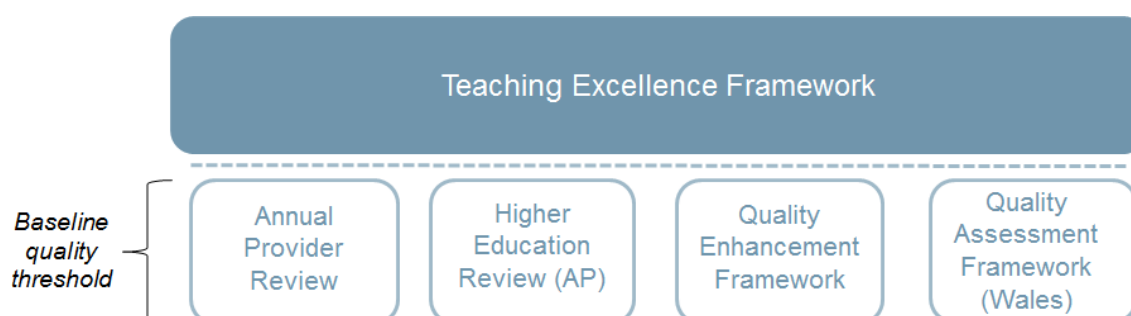 Teaching Excellence Framework
Baseline
quality
threshold
Annual
Provider
Review
Higher
Education
Review (AP)
Quality
Enhancement
Framework
Quality
Assessment
Framework
(Wales)